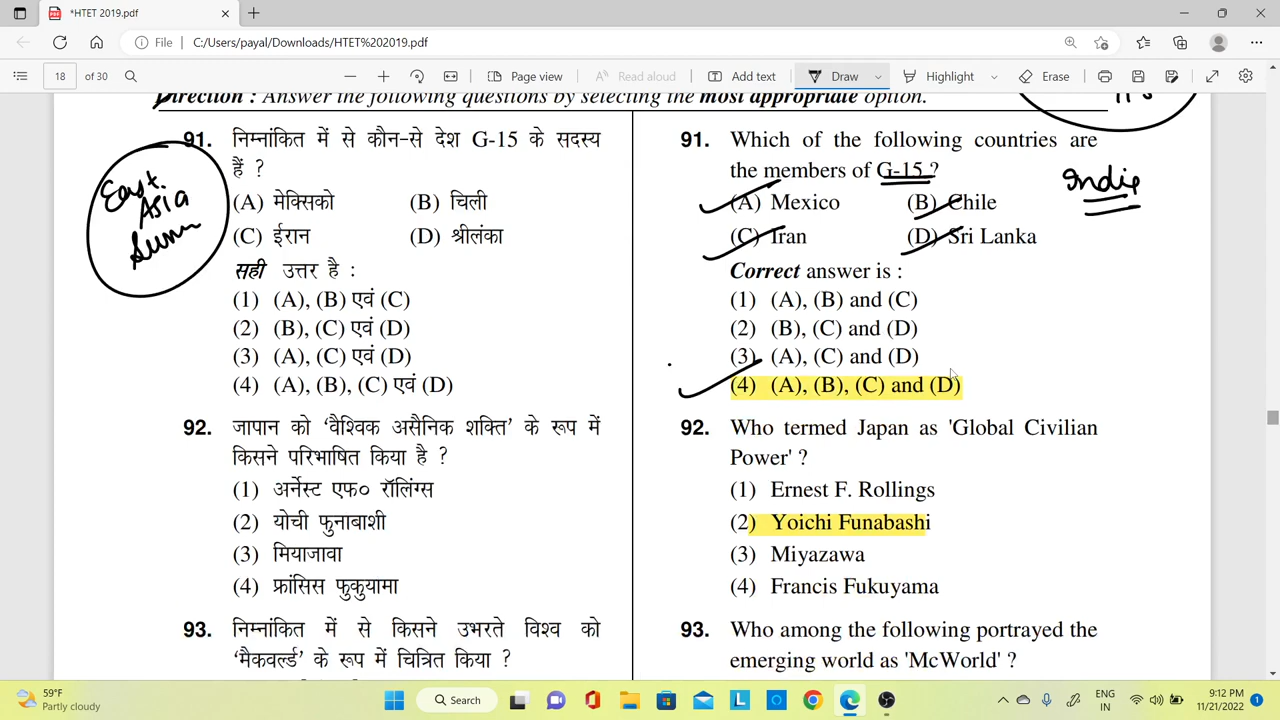 *HTET 2019.pdf
File C:/Users/payal/Downloads/HTET%202019.pdf
18 of 30 Page view Read aloud Add text Draw Highlight Erase
Direction : Answer the following questions by selecting the most appropriate option.
91. निम्नांकित में से कौन-से देश G-15 के सदस्य
हैं ?
(A) मेक्सिको (B) चिली
(C) ईरान (D) श्रीलंका
सही उत्तर है :
(1) (A), (B) एवं (C)
(2) (B), (C) एवं (D)
(3) (A), (C) एवं (D)
(4) (A), (B), (C) एवं (D)
92. जापान को ‘वैश्विक असैनिक शक्ति’ के रूप में
किसने परिभाषित किया है ?
(1) अर्नेस्ट एफ० रॉलिंग्स
(2) योची फुनाबाशी
(3) मियाजावा
(4) फ्रांसिस फुकुयामा
93. निम्नांकित में से किसने उभरते विश्व को
‘मैकवर्ल्ड’ के रूप में चित्रित किया ?
East
Asia
91. Which of the following countries are
the members of G-15 ?
(A) Mexico (B) Chile
(C) Iran (D) Sri Lanka
Correct answer is :
(1) (A), (B) and (C)
(2) (B), (C) and (D)
(3) (A), (C) and (D)
(4) (A), (B), (C) and (D)
92. Who termed Japan as 'Global Civilian
Power' ?
(1) Ernest F. Rollings
(2) Yoichi Funabashi
(3) Miyazawa
(4) Francis Fukuyama
93. Who among the following portrayed the
emerging world as 'McWorld' ?
59°F
Partly cloudy
Search
ENG
IN
9:12 PM
11/21/2022